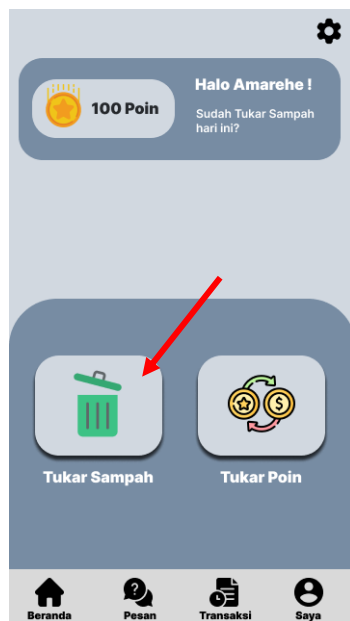 Halo Amarehe !
100 Poin
Sudah Tukar Sampah
hari ini?
Tukar Sampah
Tukar Poin
Beranda
Pesan
Transaksi
Saya